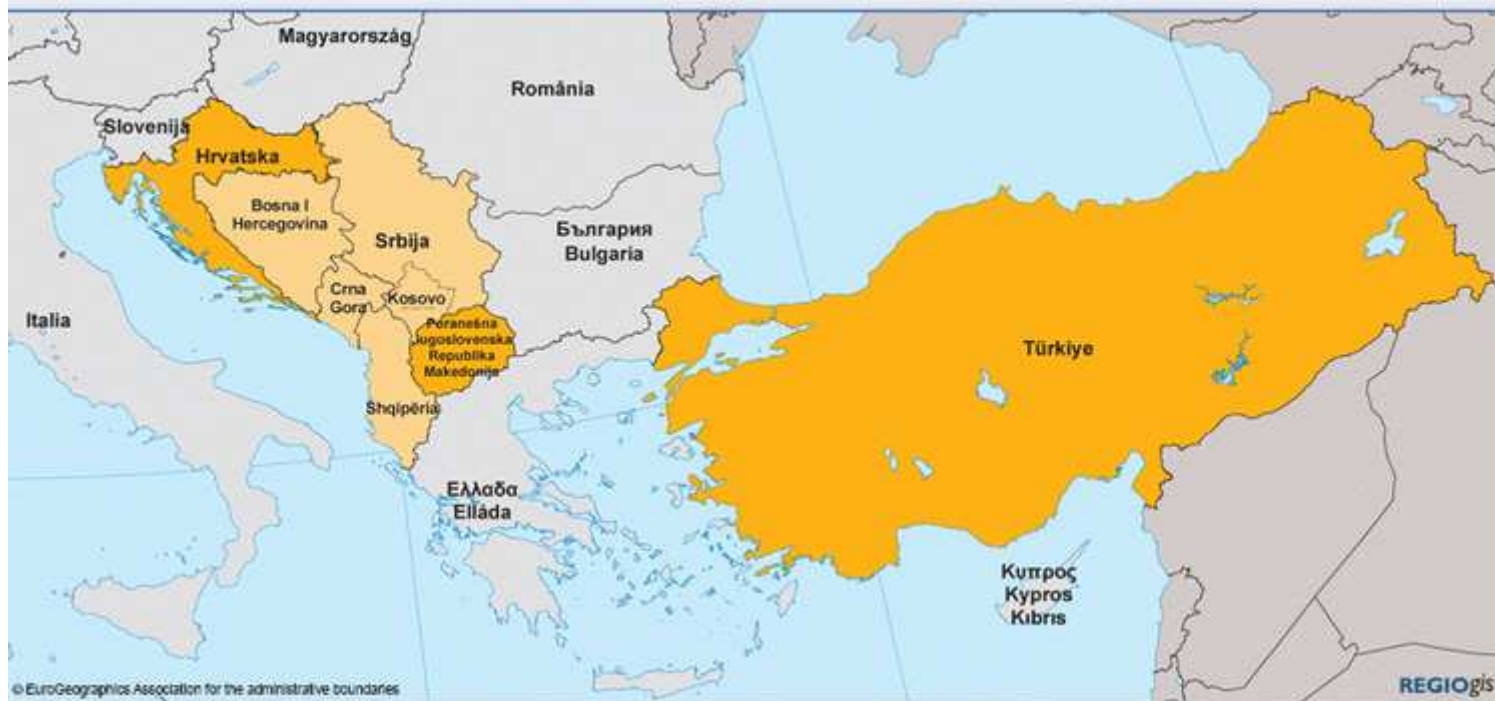 Magyarország
România
Slovenija
Hrvatska
Bosna I
Hercegovina
Srbija
България
Bulgaria
Crna
Gora
Kosovo
Italia
Poranešna
Jugoslovenska
Republika
Makedonija
Türkiye
Shqipëria
Ελλαδα
Elláda
Κυπρος
Kypros
Kıbrıs
© EuroGeographics Association for the administrative boundaries
REGIOgis